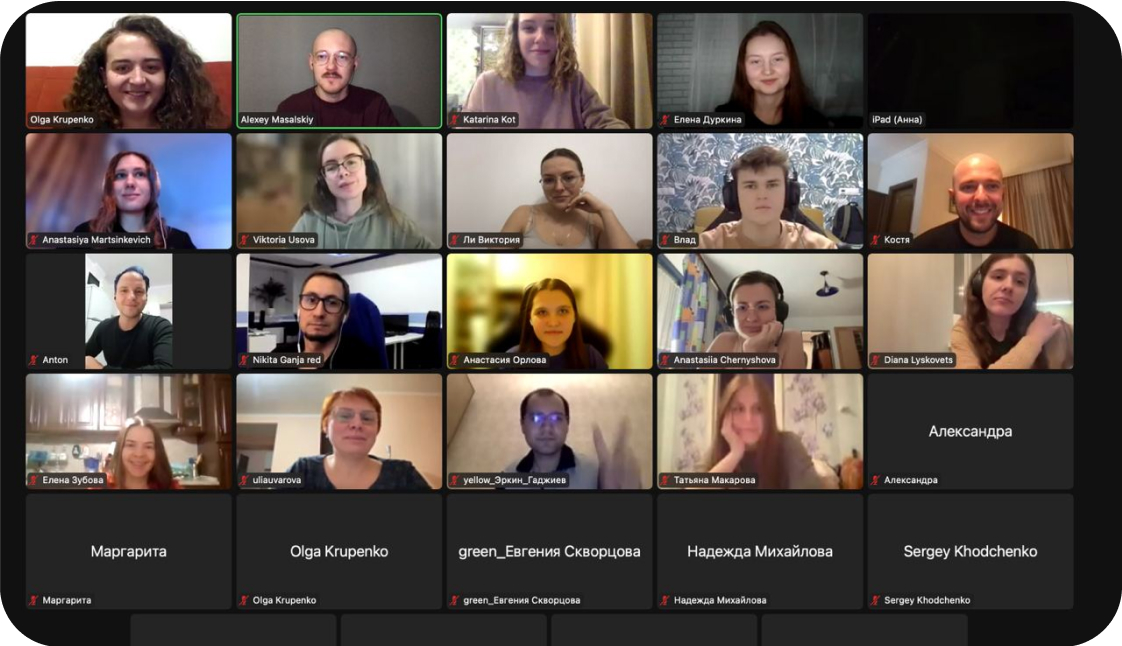 Olga Krupenko
Alexey Masalskiy
Katarina Kot
Елена Дуркина
iPad (Анна)
Anastasiya Martsinkevich
Viktoria Usova
Ли Виктория
Влад
Костя
Anton
Nikita Ganja red
Анастасия Орлова
Anastasiia Chernyshova
Diana Lyskovets
Елена Зубова
uliauvarova
yellow_Эркин_Гаджиев
Татьяна Макарова
Александра
Александра
Маргарита
Olga Krupenko
green_Евгения Скворцова
Надежда Михайлова
Sergey Khodchenko
Маргарита
Olga Krupenko
green_Евгения Скворцова
Надежда Михайлова
Sergey Khodchenko